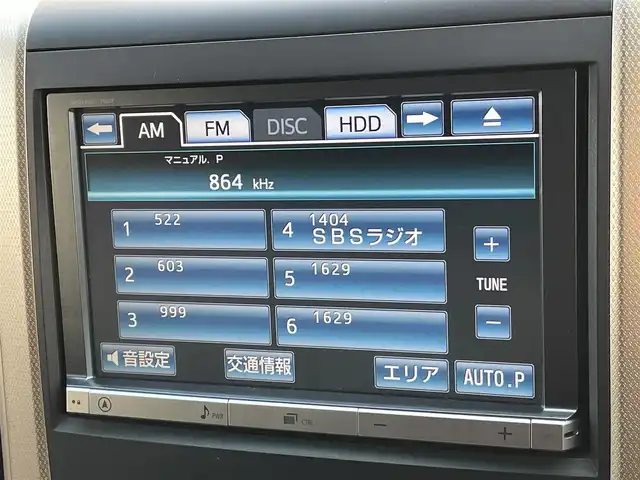 AM FM DISC HDD
マニュアル. P
864 kHz
1 522
2 603
3 999
4 1404 SBSラジオ
5 1629
6 1629
+
TUNE
−
音設定 交通情報 エリア AUTO.P
PWR CTRL − +